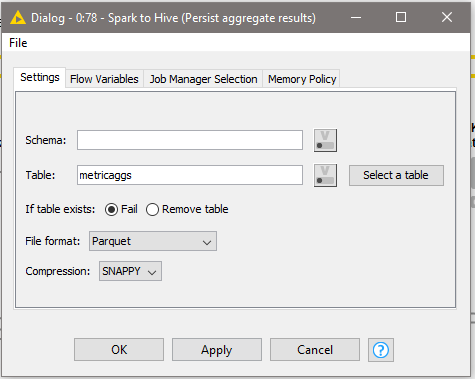 Dialog - 0:78 - Spark to Hive (Persist aggregate results)
File
Settings Flow Variables Job Manager Selection Memory Policy
Schema: V
Table: metricaggs V Select a table
If table exists: Fail Remove table
File format: Parquet
Compression: SNAPPY
OK Apply Cancel ?